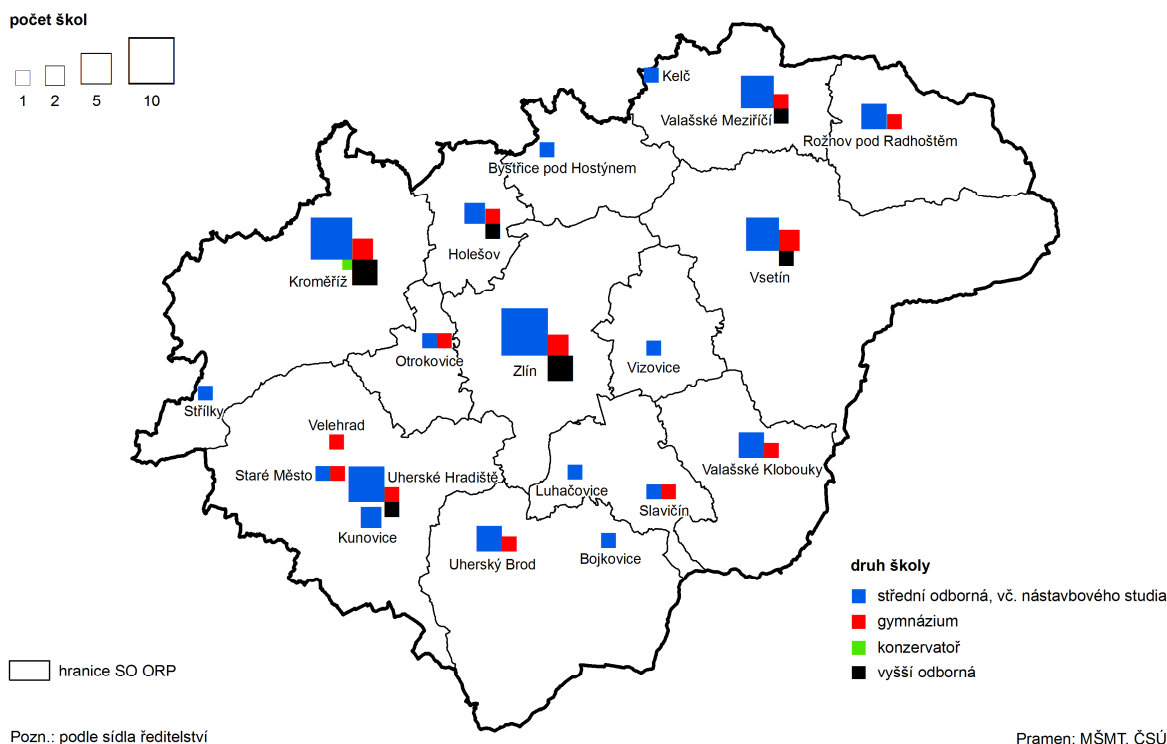 počet škol
1 2 5 10
Kelč
Valašské Meziříčí
Rožnov pod Radhoštěm
Bystřice pod Hostýnem
Holešov
Kroměříž
Vsetín
Otrokovice
Zlín
Vizovice
Střílky
Velehrad
Staré Město
Uherské Hradiště
Valašské Klobouky
Luhačovice
Slavičín
Kunovice
Uherský Brod
Bojkovice
druh školy
střední odborná, vč. nástavbového studia
gymnázium
konzervatoř
vyšší odborná
hranice SO ORP
Pozn.: podle sídla ředitelství
Pramen: MŠMT, ČSÚ